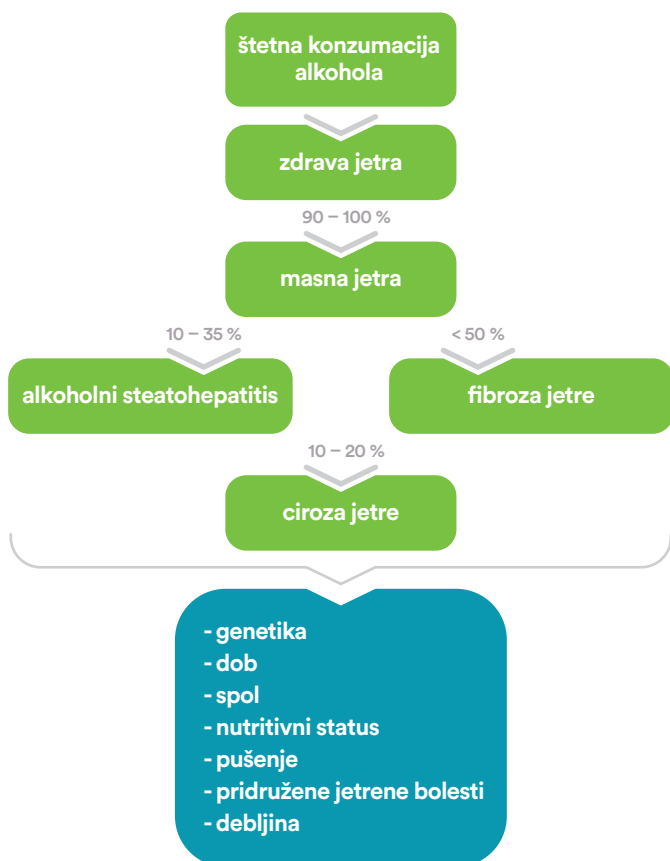 štetna konzumacija
alkohola
zdrava jetra
90 – 100 %
masna jetra
10 – 35 %
< 50 %
alkoholni steatohepatitis
fibroza jetre
10 – 20 %
ciroza jetre
- genetika
- dob
- spol
- nutritivni status
- pušenje
- pridružene jetrene bolesti
- debljina